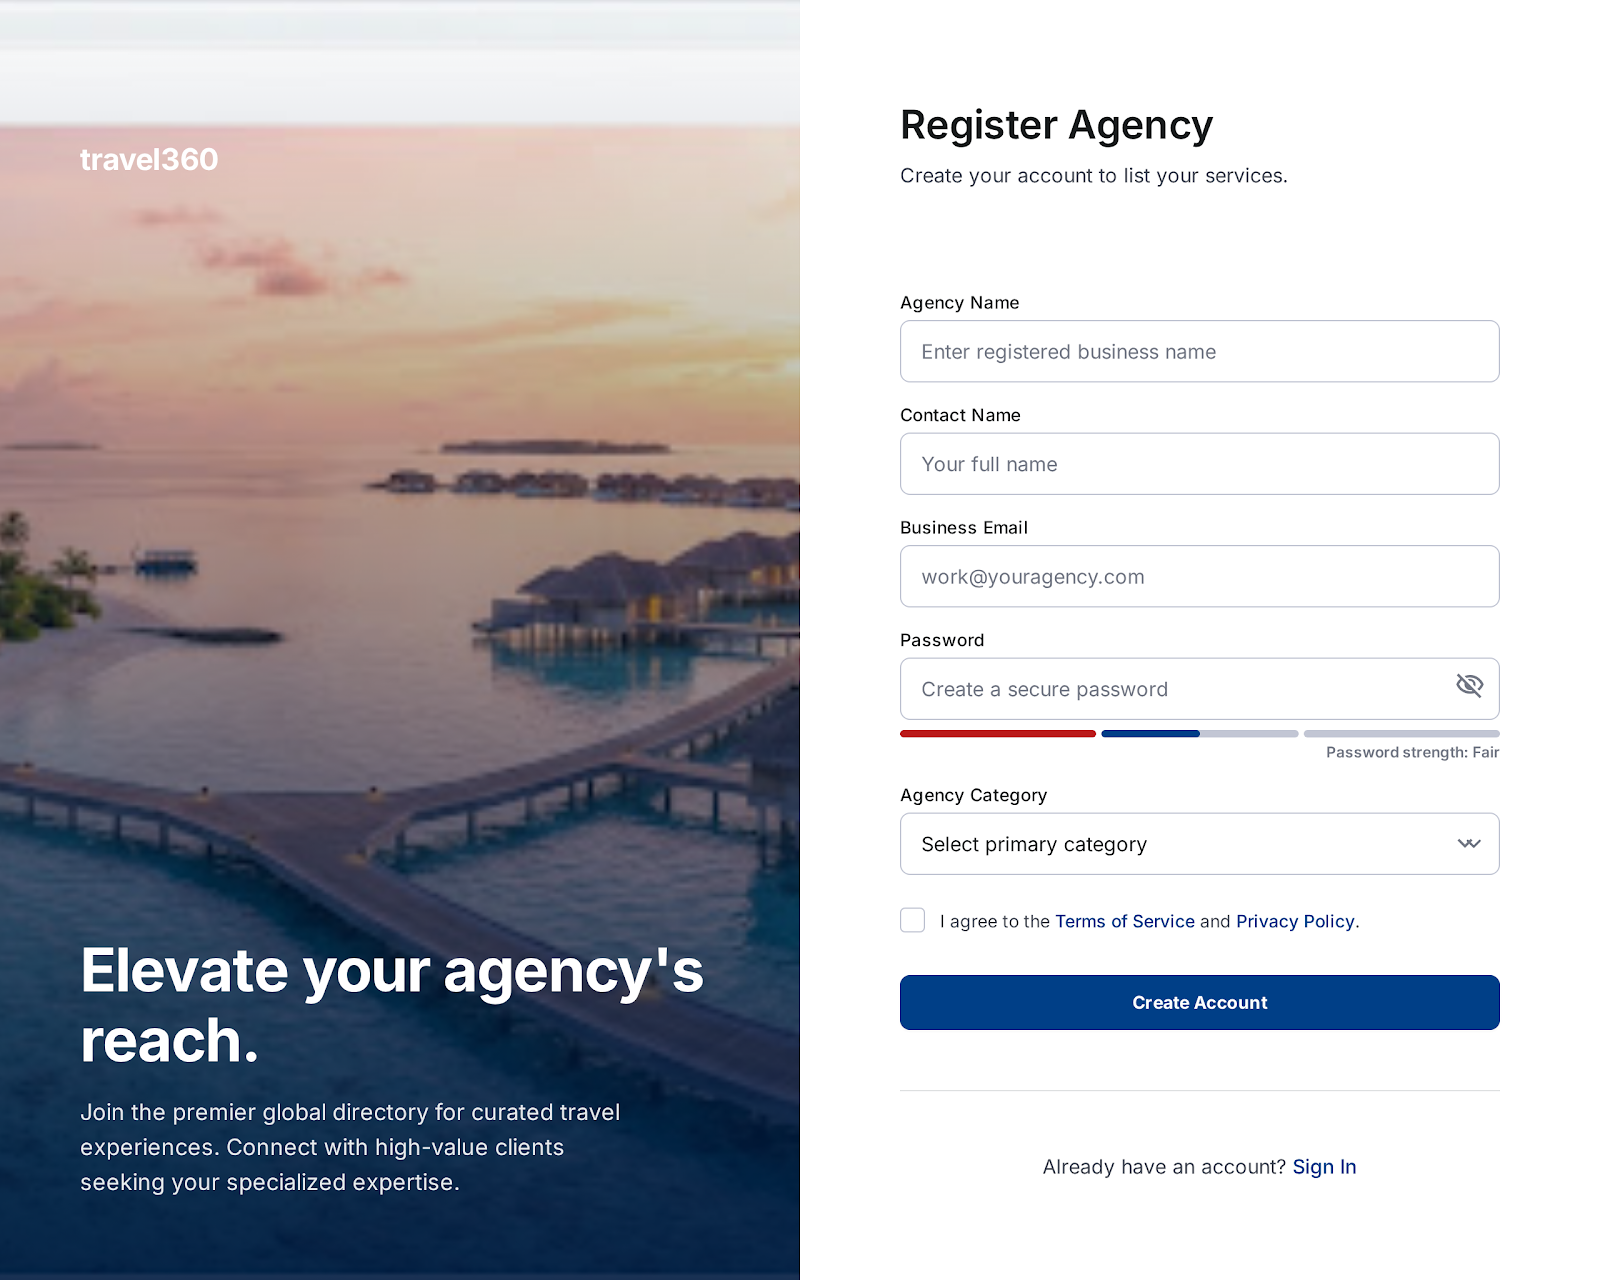 travel360
Elevate your agency's
reach.
Join the premier global directory for curated travel
experiences. Connect with high-value clients
seeking your specialized expertise.
Register Agency
Create your account to list your services.
Agency Name
Enter registered business name
Contact Name
Your full name
Business Email
work@youragency.com
Password
Create a secure password
Password strength: Fair
Agency Category
Select primary category
I agree to the Terms of Service and Privacy Policy.
Create Account
Already have an account? Sign In